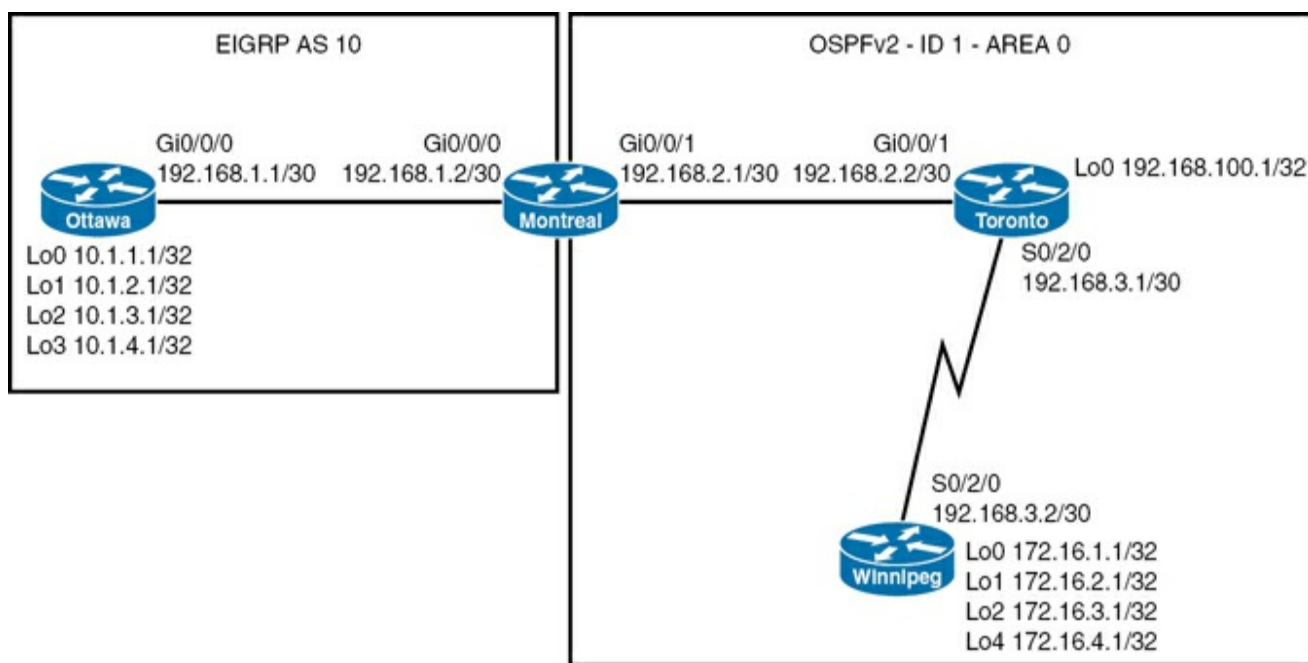 EIGRP AS 10
OSPFv2 - ID 1 - AREA 0
Gi0/0/0
192.168.1.1/30
Gi0/0/0
192.168.1.2/30
Gi0/0/1
192.168.2.1/30
Gi0/0/1
192.168.2.2/30
Lo0 192.168.100.1/32
Ottawa
Montreal
Toronto
Lo0 10.1.1.1/32
Lo1 10.1.2.1/32
Lo2 10.1.3.1/32
Lo3 10.1.4.1/32
S0/2/0
192.168.3.1/30
S0/2/0
192.168.3.2/30
Winnipeg
Lo0 172.16.1.1/32
Lo1 172.16.2.1/32
Lo2 172.16.3.1/32
Lo4 172.16.4.1/32